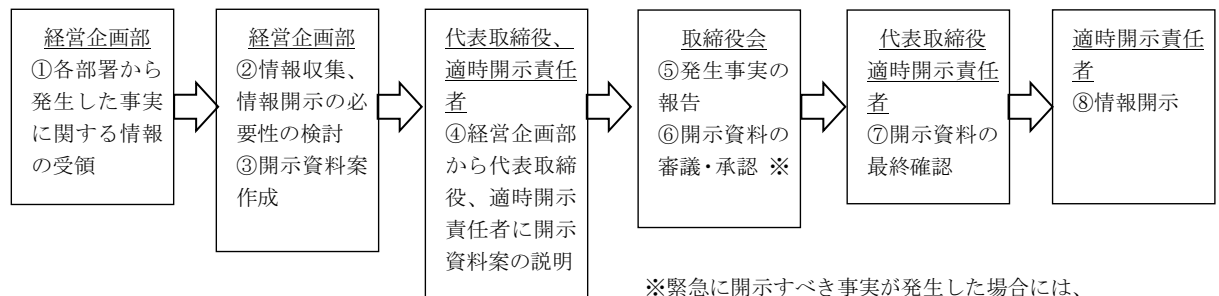 経営企画部
①各部署から
発生した事実
に関する情報
の受領
経営企画部
②情報収集、
情報開示の必
要性の検討
③開示資料案
作成
代表取締役、
適時開示責任
者
④経営企画部
から代表取締
役、適時開示
責任者に開示
資料案の説明
取締役会
⑤発生事実の
報告
⑥開示資料の
審議・承認 ※
代表取締役
適時開示責任
者
⑦開示資料の
最終確認
適時開示責任
者
⑧情報開示
※緊急に開示すべき事実が発生した場合には、